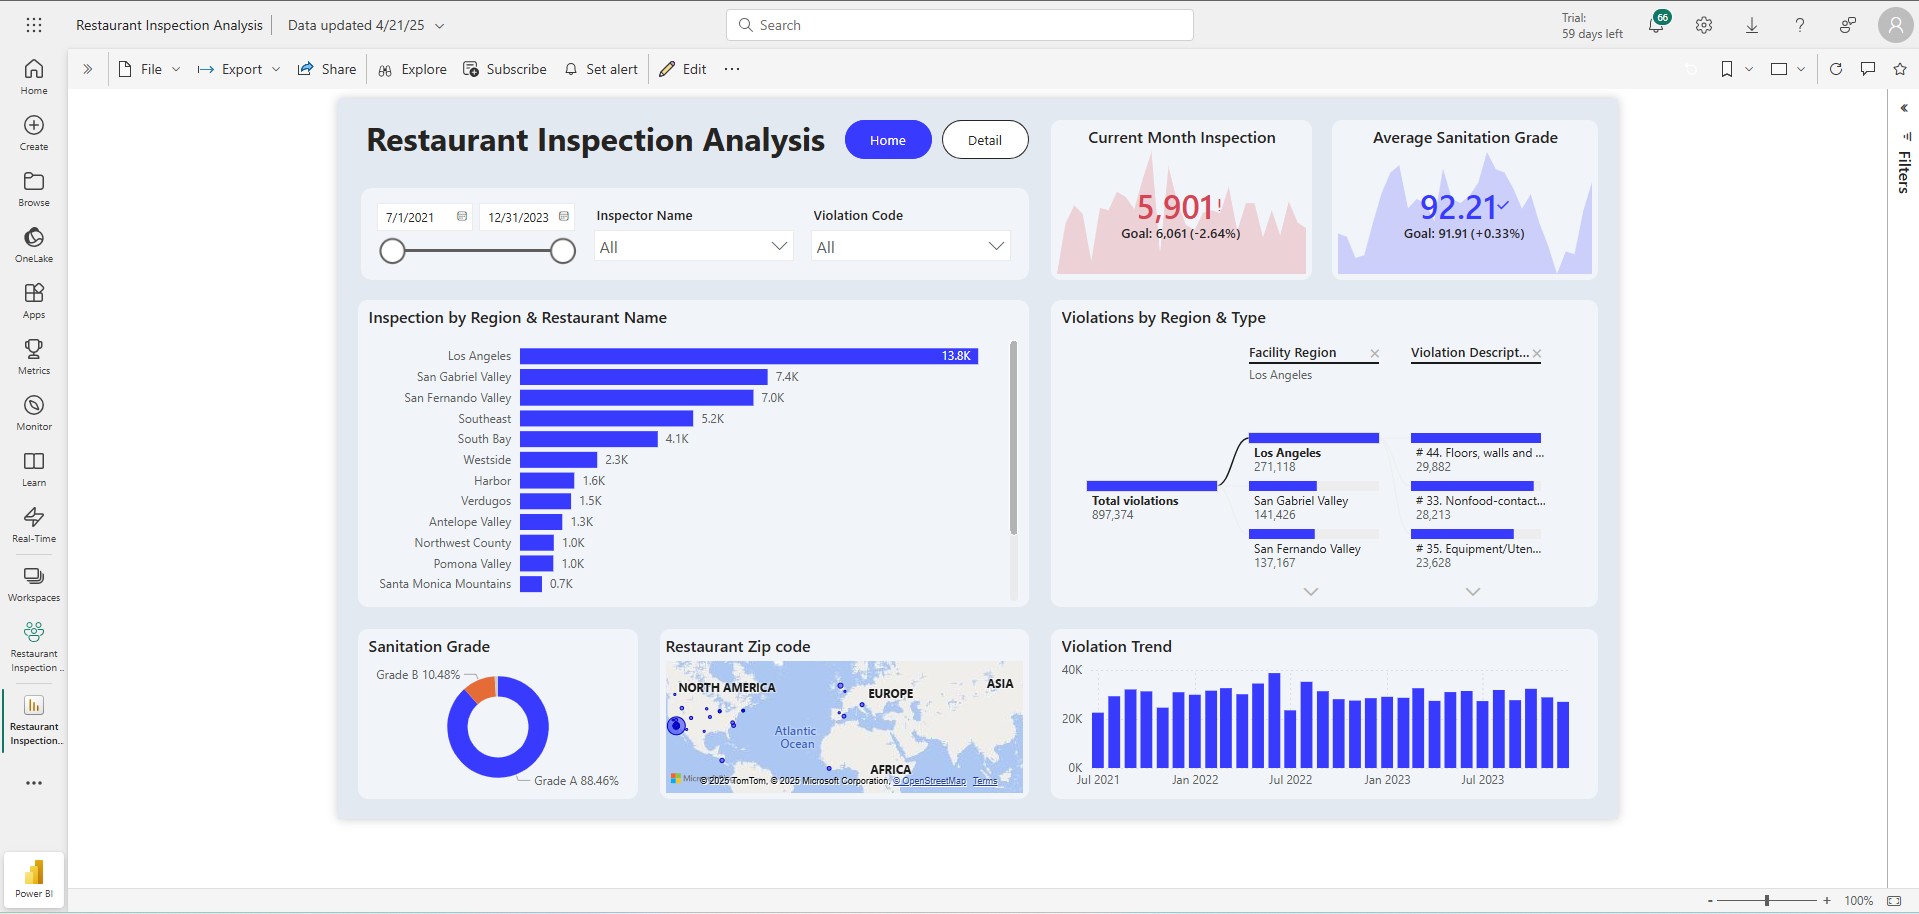 Restaurant Inspection Analysis
Data updated 4/21/25
Search
Trial:
59 days left
66
File
Export
Share
Explore
Subscribe
Set alert
Edit
Home
Create
Browse
OneLake
Apps
Metrics
Monitor
Learn
Real-Time
Workspaces
Restaurant
Inspection ..
Restaurant
Inspection...
Power BI
Filters
Restaurant Inspection Analysis
Home
Detail
7/1/2021
12/31/2023
Inspector Name
All
Violation Code
All
Current Month Inspection
5,901!
Goal: 6,061 (-2.64%)
Average Sanitation Grade
92.21
Goal: 91.91 (+0.33%)
Inspection by Region & Restaurant Name
Los Angeles 13.8K
San Gabriel Valley 7.4K
San Fernando Valley 7.0K
Southeast 5.2K
South Bay 4.1K
Westside 2.3K
Harbor 1.6K
Verdugos 1.5K
Antelope Valley 1.3K
Northwest County 1.0K
Pomona Valley 1.0K
Santa Monica Mountains 0.7K
Violations by Region & Type
Facility Region
Los Angeles
Violation Descript...
Total violations
897,374
Los Angeles
271,118
San Gabriel Valley
141,426
San Fernando Valley
137,167
# 44. Floors, walls and ...
29,882
# 33. Nonfood-contact...
28,213
# 35. Equipment/Uten...
23,628
Sanitation Grade
Grade B 10.48%
Grade A 88.46%
Restaurant Zip code
NORTH AMERICA
EUROPE
ASIA
Atlantic
Ocean
AFRICA
© 2025 TomTom, © 2025 Microsoft Corporation, © OpenStreetMap Terms
Violation Trend
40K
20K
0K
Jul 2021
Jan 2022
Jul 2022
Jan 2023
Jul 2023
100%